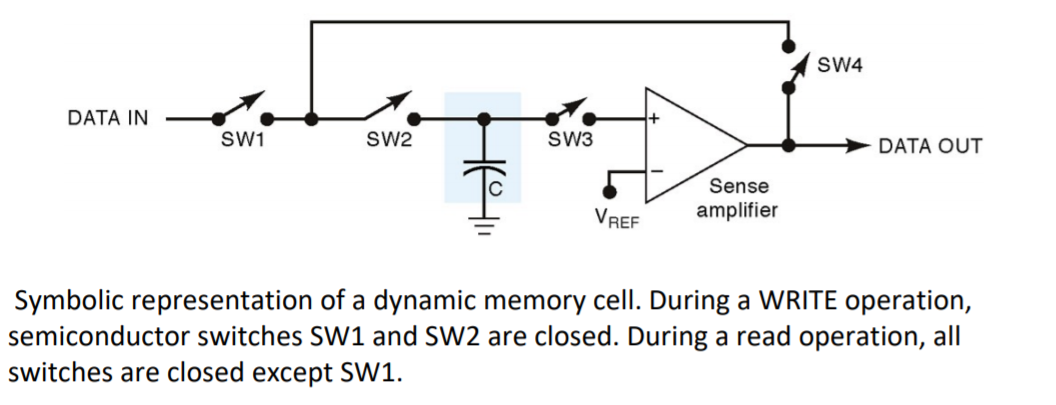 SW4
DATA IN
SW1
SW2
SW3
+
DATA OUT
−
C
Sense
amplifier
VREF
Symbolic representation of a dynamic memory cell. During a WRITE operation,
semiconductor switches SW1 and SW2 are closed. During a read operation, all
switches are closed except SW1.